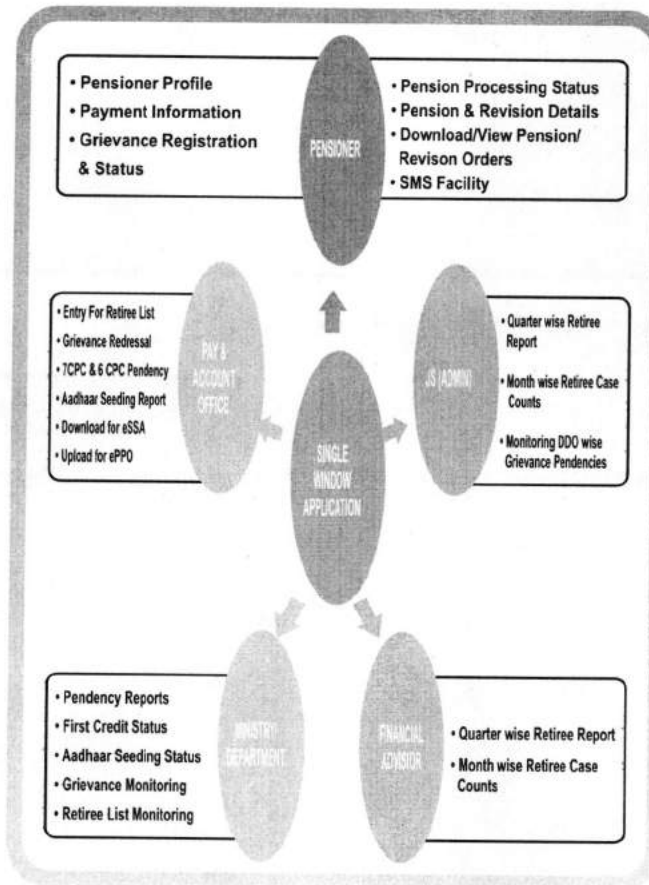 • Pensioner Profile
• Payment Information
• Grievance Registration
& Status
PENSIONER
• Pension Processing Status
• Pension & Revision Details
• Download/View Pension/
Revison Orders
• SMS Facility
• Entry For Retiree List
• Grievance Redressal
• 7CPC & 6 CPC Pendency
• Aadhaar Seeding Report
• Download for eSSA
• Upload for ePPO
PAY &
ACCOUNT
OFFICE
JS (ADMIN)
• Quarter wise Retiree
Report
• Month wise Retiree Case
Counts
• Monitoring DDO wise
Grievance Pendencies
SINGLE
WINDOW
APPLICATION
• Pendency Reports
• First Credit Status
• Aadhaar Seeding Status
• Grievance Monitoring
• Retiree List Monitoring
MINISTRY/
DEPARTMENT
FINANCIAL
ADVISIOR
• Quarter wise Retiree Report
• Month wise Retiree Case
Counts